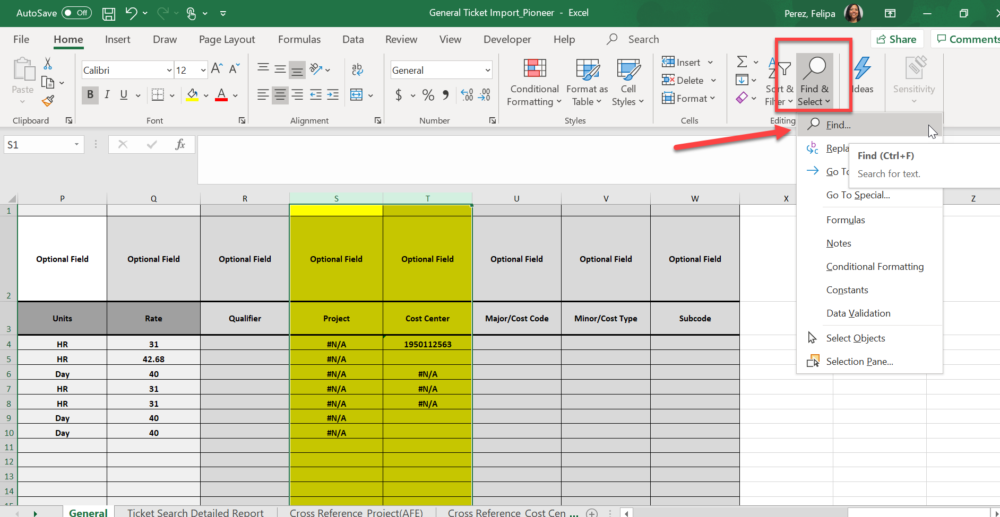 AutoSave Off General Ticket Import_Pioneer - Excel Perez, Felipa
File Home Insert Draw Page Layout Formulas Data Review View Developer Help Search Share Comments
Paste
Calibri 12
B I U A
ab
General
$ % 9 .00
Conditional Formatting
Format as Table
Cell Styles
Insert
Delete
Format
Sort & Filter
Find & Select
Ideas
Sensitivity
Clipboard Font Alignment Number Styles Cells Editing
S1 fx
Find...
Repla
Go To
Find (Ctrl+F)
Search for text.
Go To Special...
Formulas
Notes
Conditional Formatting
Constants
Data Validation
Select Objects
Selection Pane...
P Q R S T U V W X Z
1
2 Optional Field Optional Field Optional Field Optional Field Optional Field Optional Field Optional Field Optional Field
3 Units Rate Qualifier Project Cost Center Major/Cost Code Minor/Cost Type Subcode
4 HR 31 #N/A 1950112563
5 HR 42.68 #N/A
6 Day 40 #N/A #N/A
7 HR 31 #N/A #N/A
8 HR 31 #N/A #N/A
9 Day 40 #N/A
10 Day 40 #N/A
11
12
13
14
15
General Ticket Search Detailed Report Cross Reference_Project(AFE) Cross Reference_Cost Cen ...